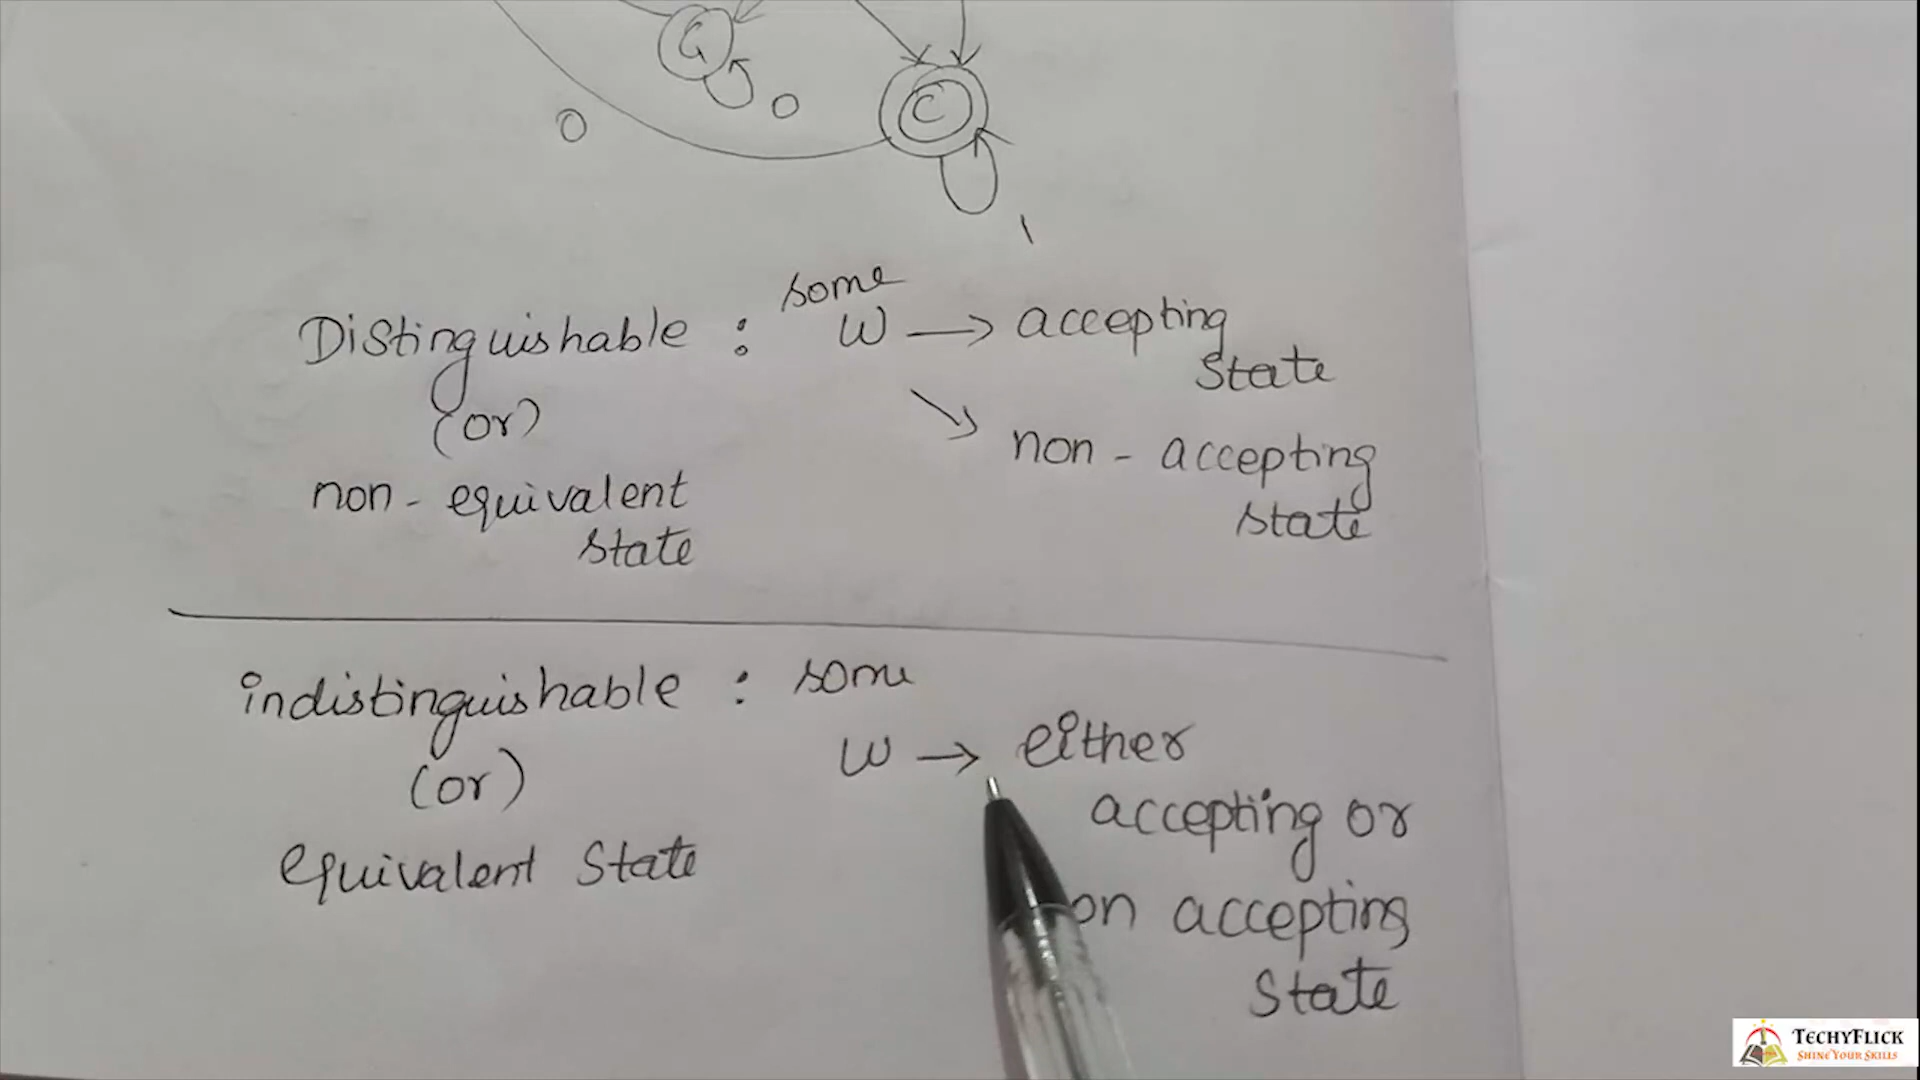 G
C
0
0
1
some
Distinguishable : w → accepting
state
(or)
non - accepting
state
non - equivalent
state
indistinguishable : some
w → either
(or)
accepting or
equivalent State
on accepting
State
TECHYFLICK
SHINE YOUR SKILLS